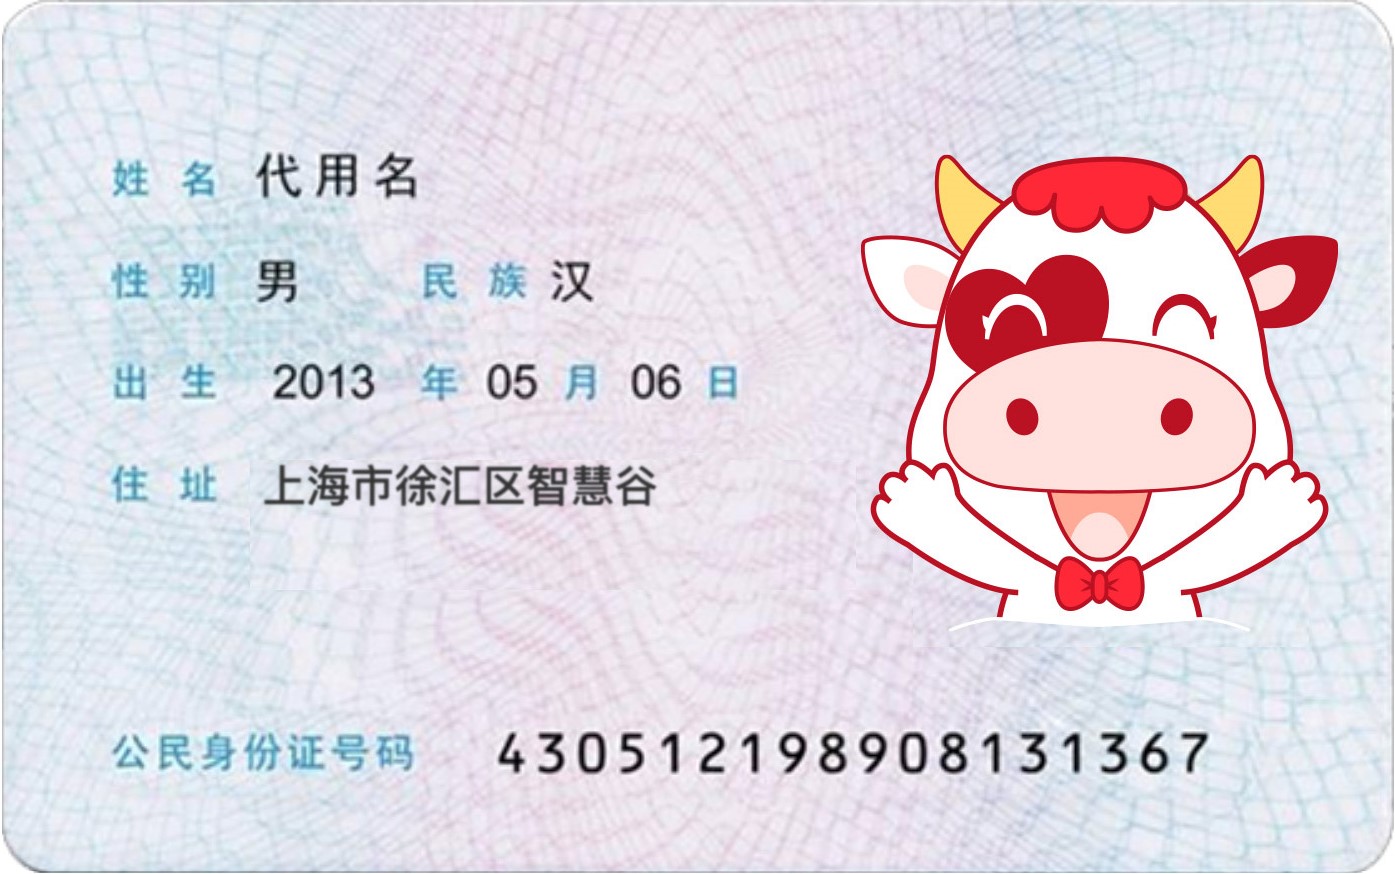 姓名 代用名
性别 男 民族 汉
出生 2013 年 05 月 06 日
住址 上海市徐汇区智慧谷
公民身份证号码 430512198908131367